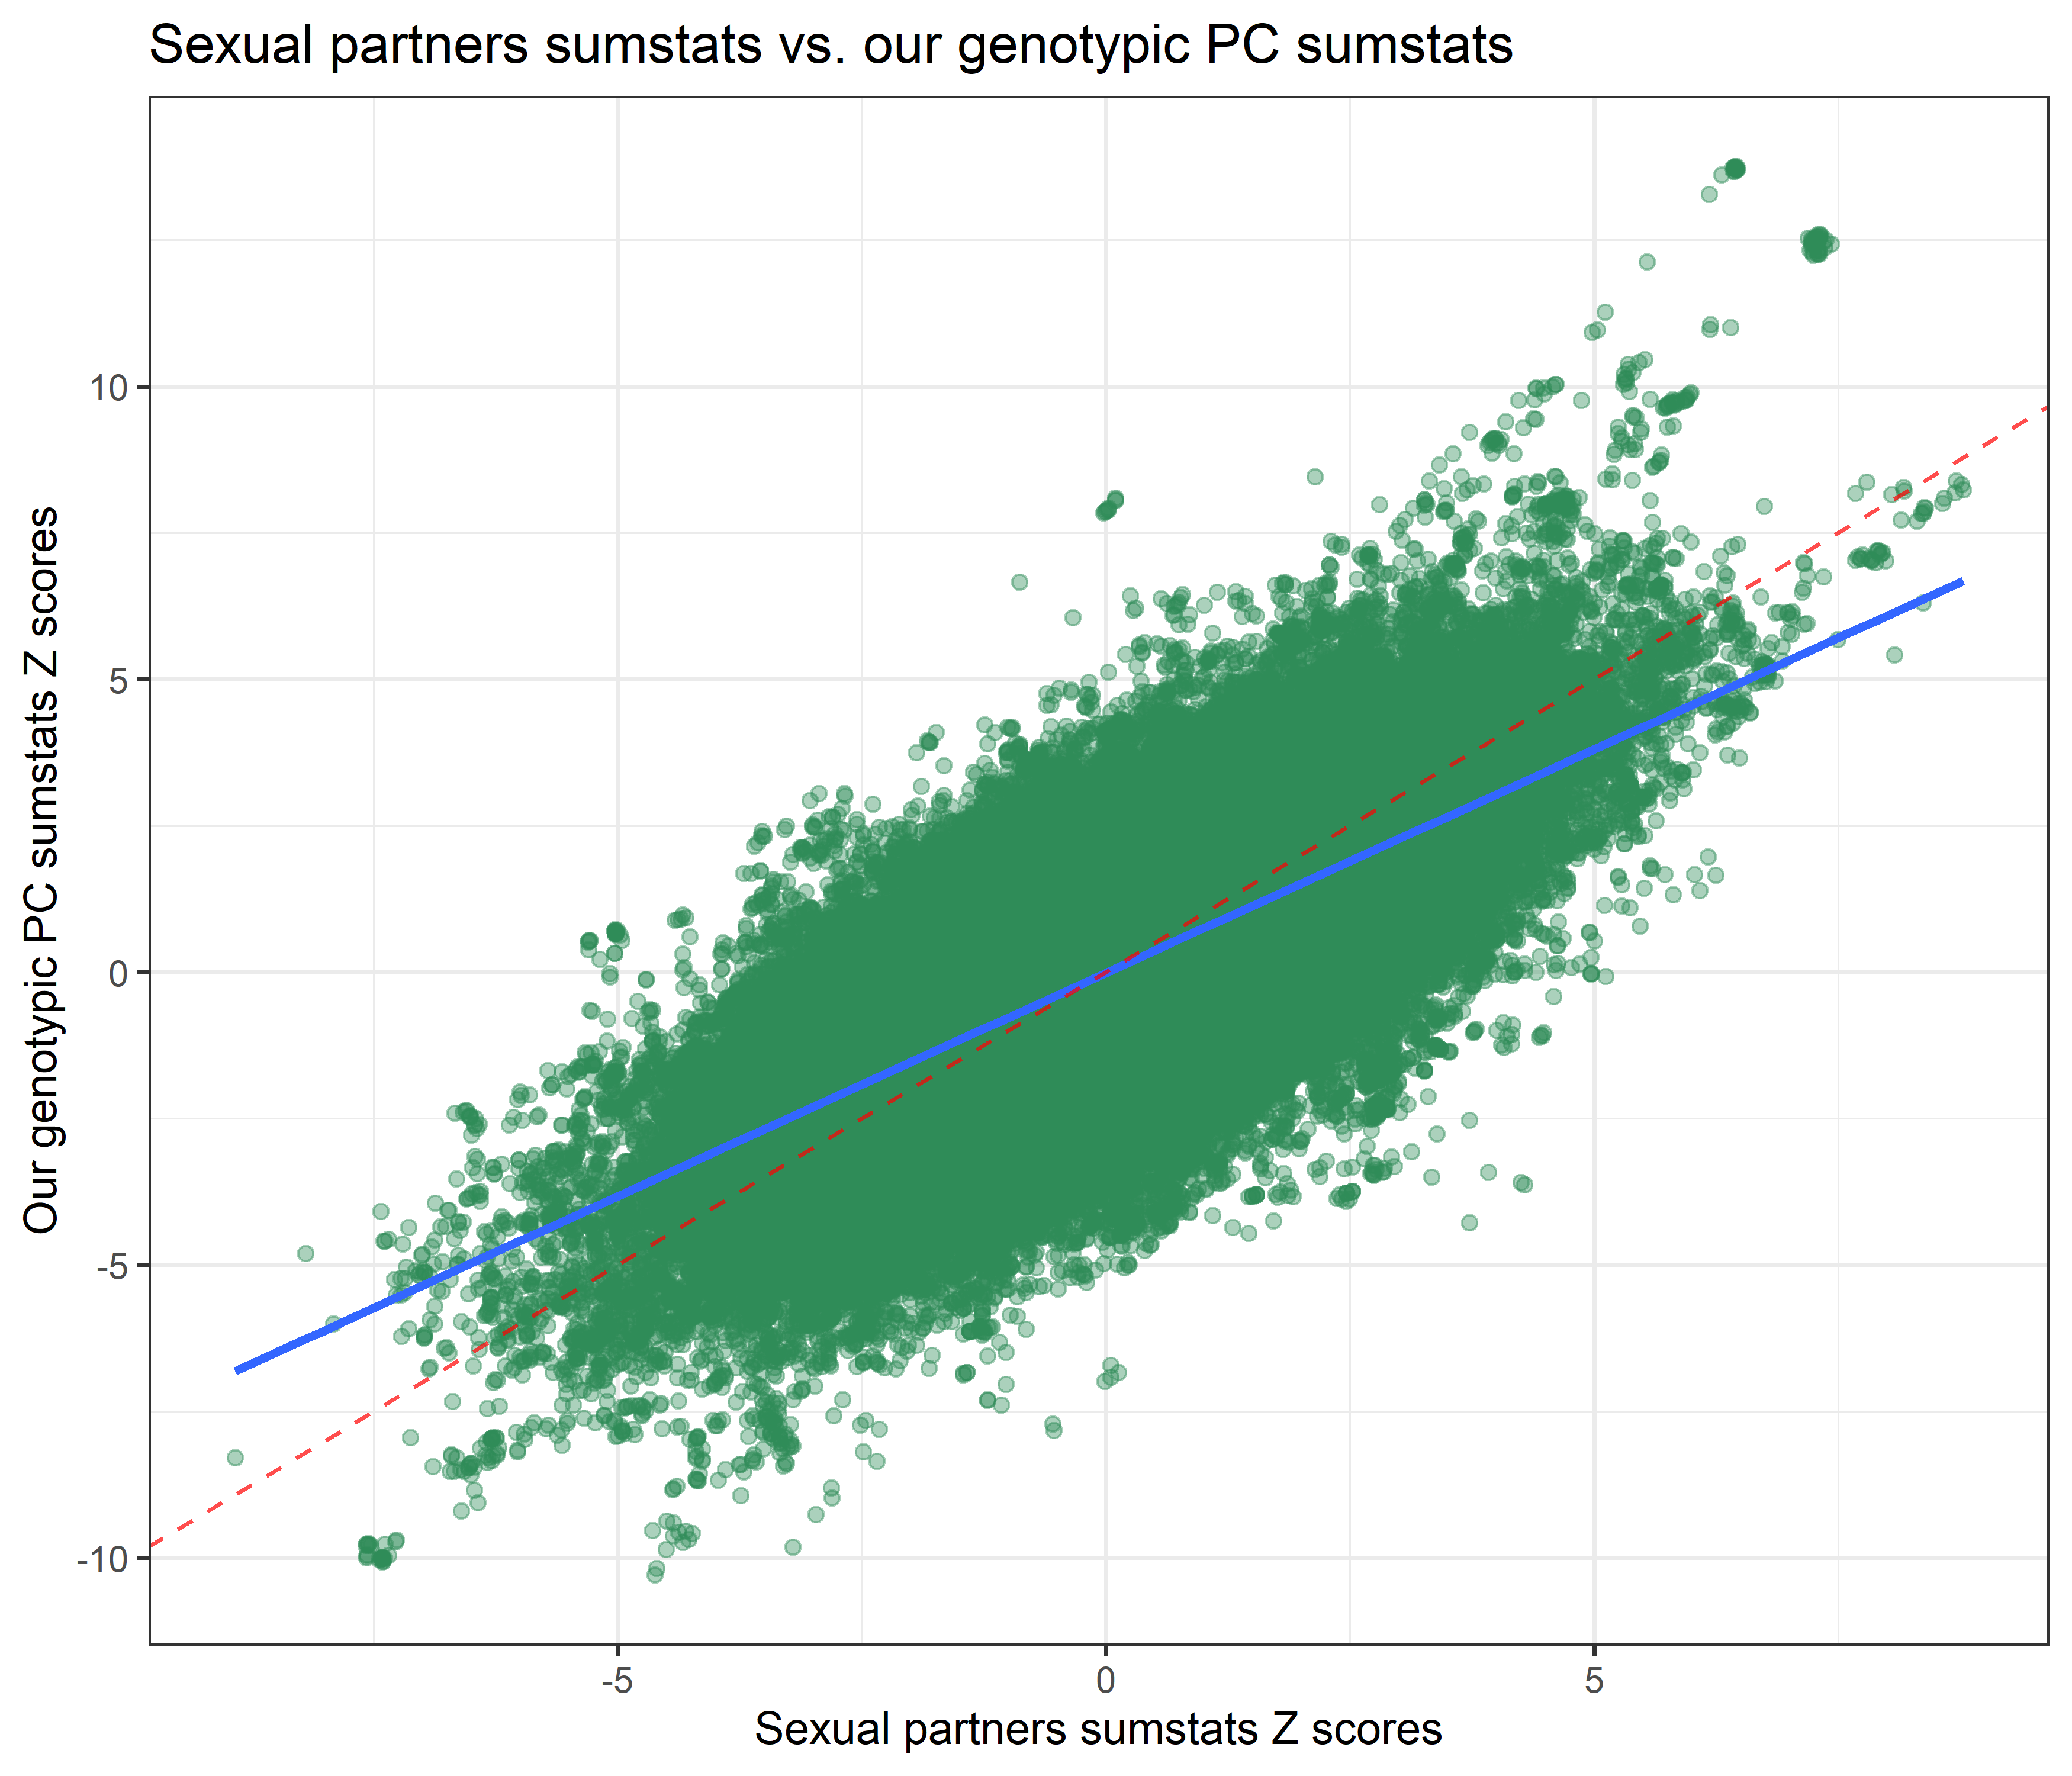 Sexual partners sumstats vs. our genotypic PC sumstats
Our genotypic PC sumstats Z scores
10
5
0
-5
-10
-5
0
5
Sexual partners sumstats Z scores